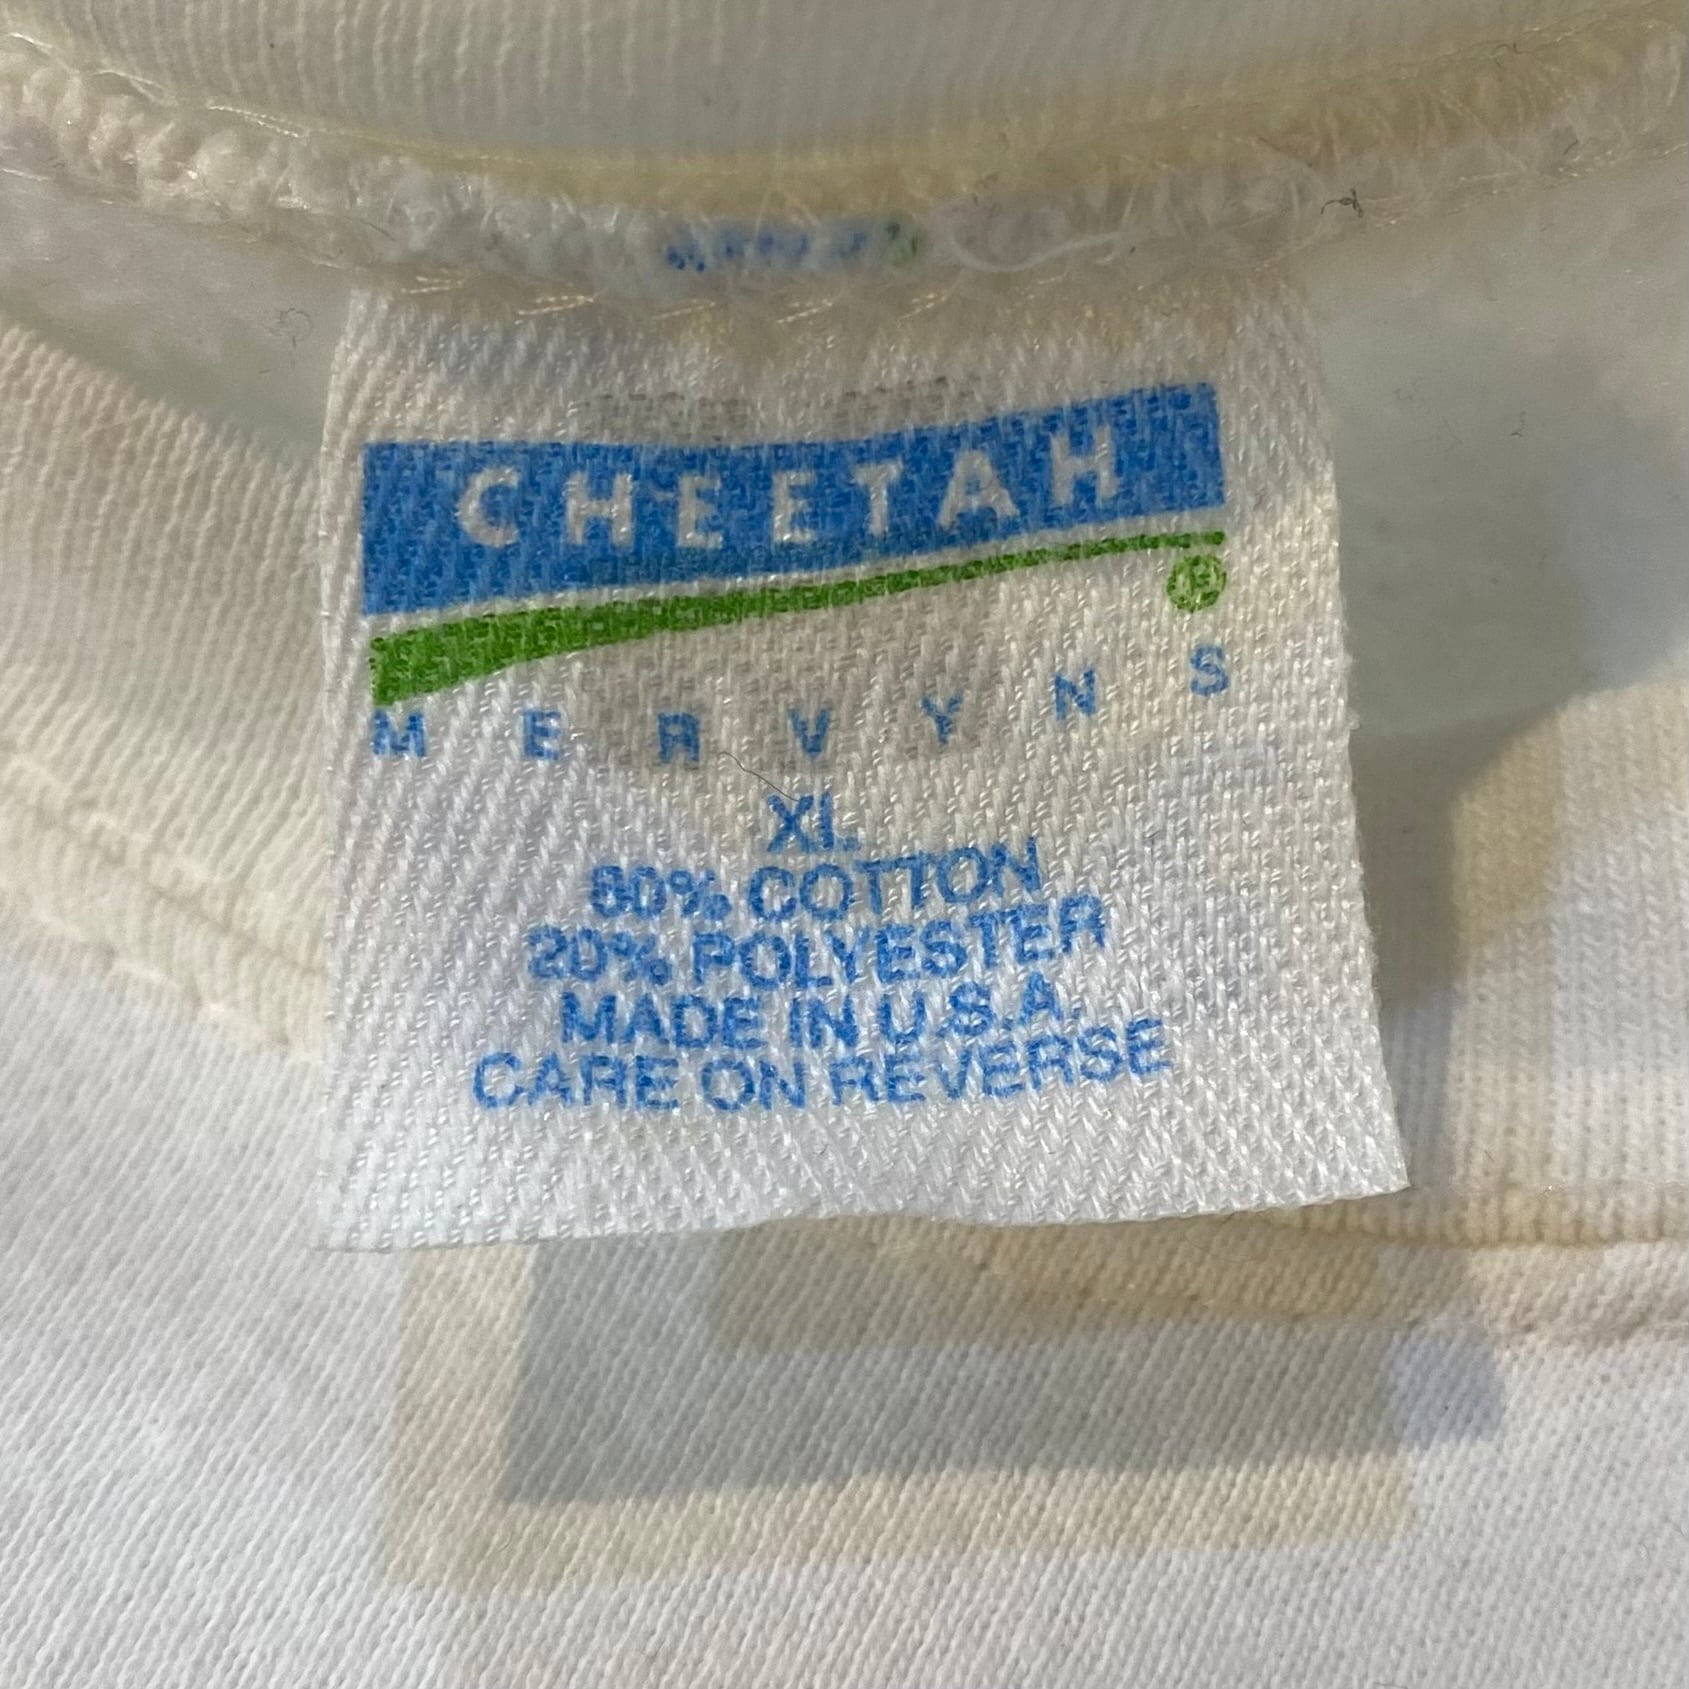 CHEETAH
®
MERVYNS
XL
80% COTTON
20% POLYESTER
MADE IN U.S.A.
CARE ON REVERSE